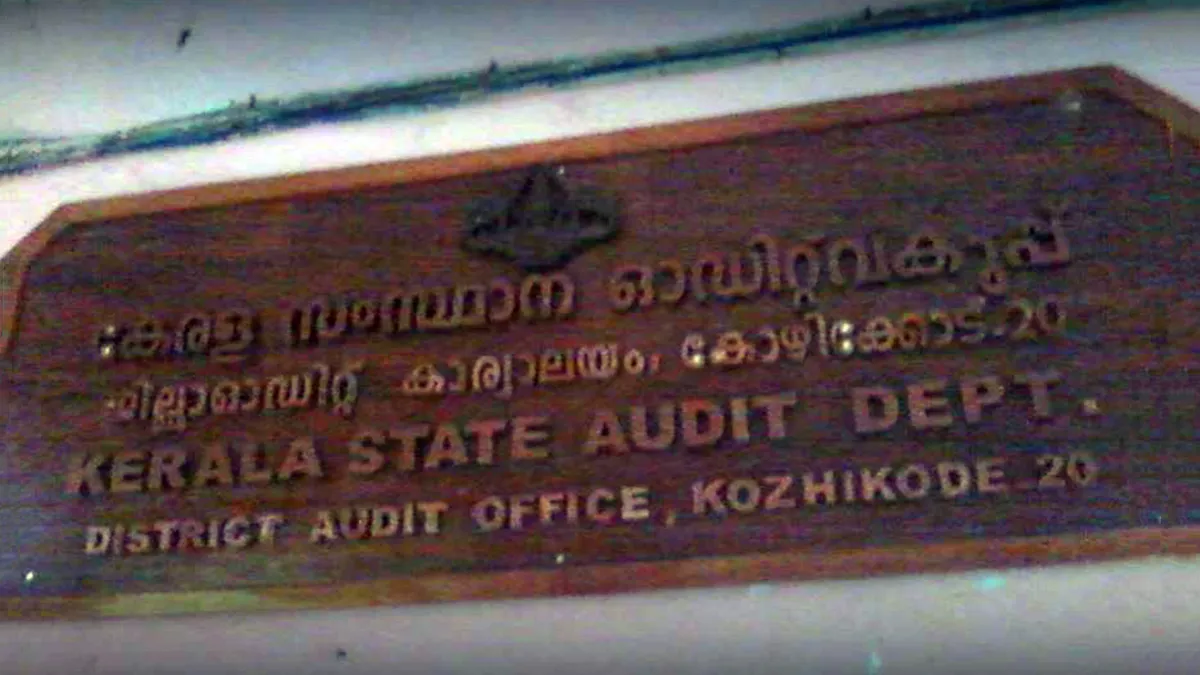 കേരള സംസ്ഥാന ഓഡിറ്റ്വകുപ്പ്
ജില്ലാഓഡിറ്റ് കാര്യാലയം, കോഴിക്കോട്-20
KERALA STATE AUDIT DEPT.
DISTRICT AUDIT OFFICE, KOZHIKODE 20